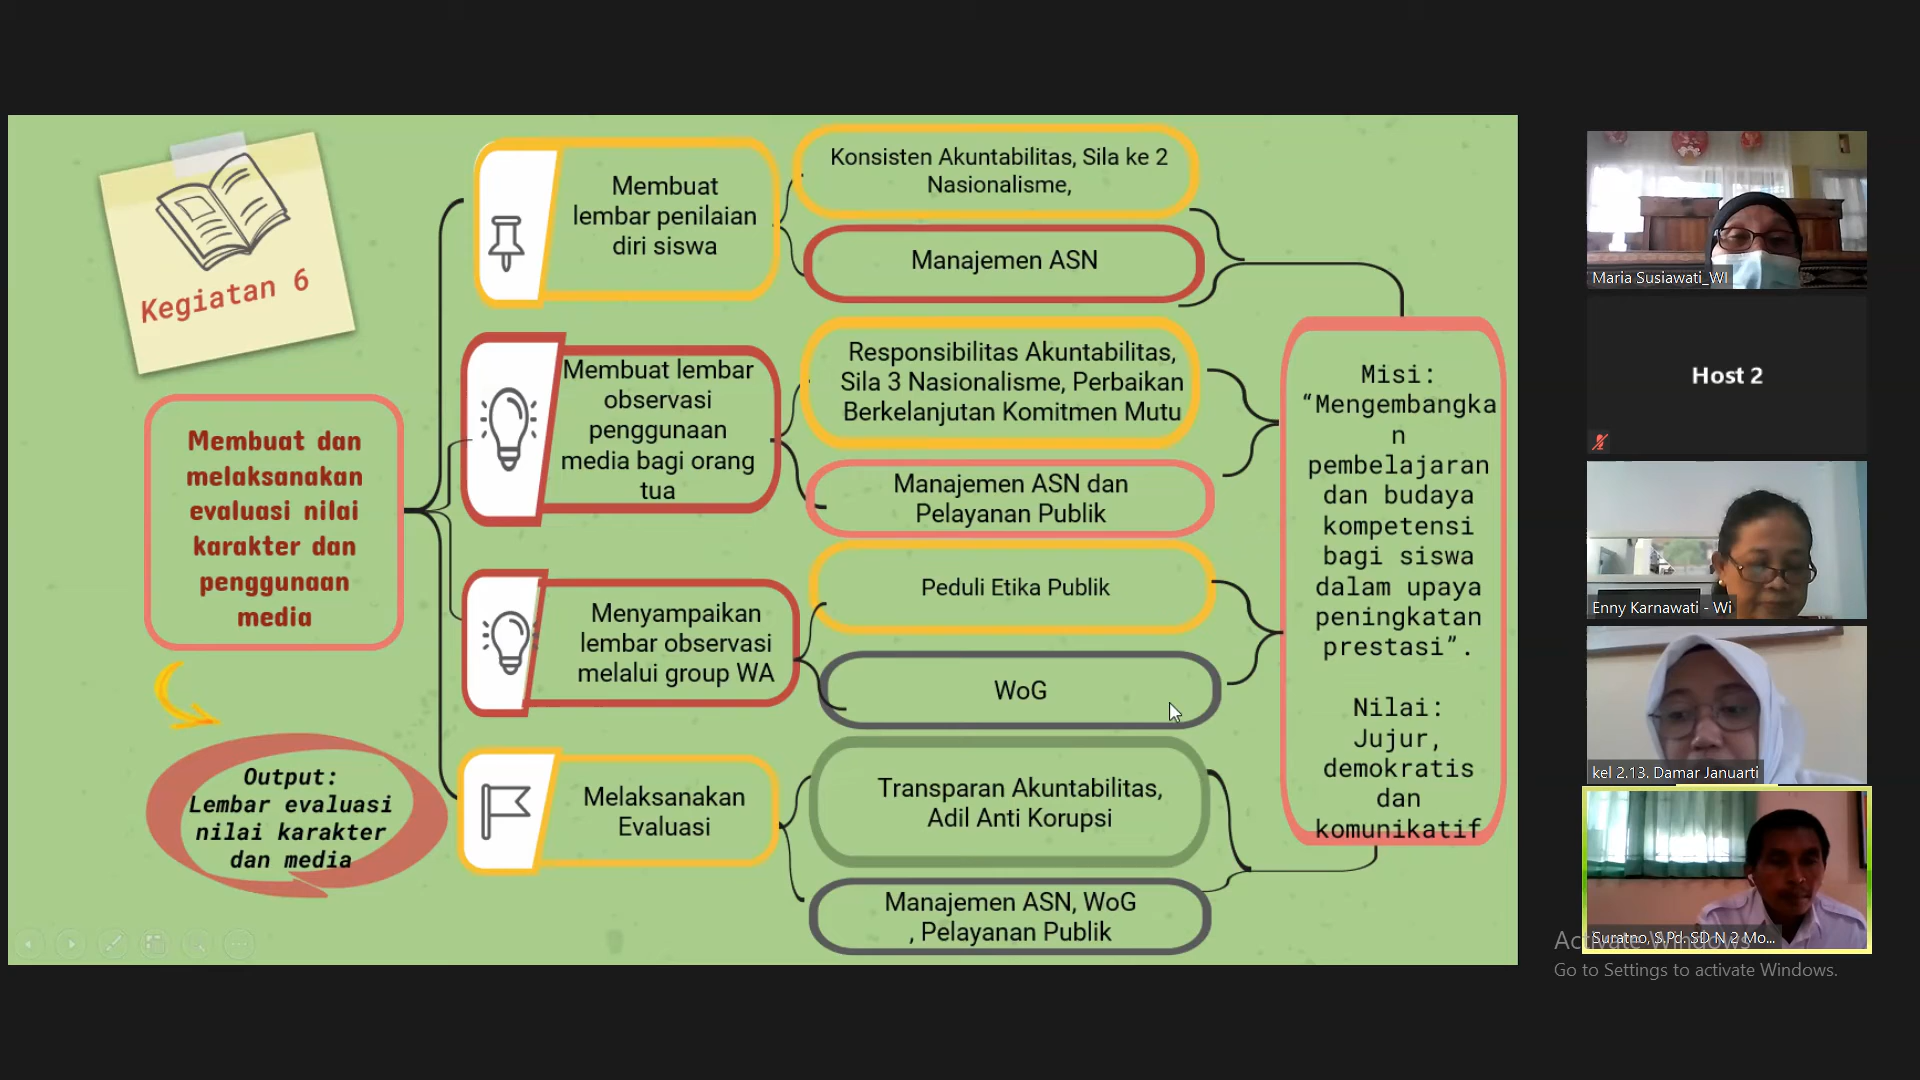 Kegiatan 6
Membuat dan
melaksanakan
evaluasi nilai
karakter dan
penggunaan
media
Output:
Lembar evaluasi
nilai karakter
dan media
Membuat
lembar penilaian
diri siswa
Konsisten Akuntabilitas, Sila ke 2
Nasionalisme,
Manajemen ASN
Membuat lembar
observasi
penggunaan
media bagi orang
tua
Responsibilitas Akuntabilitas,
Sila 3 Nasionalisme, Perbaikan
Berkelanjutan Komitmen Mutu
Manajemen ASN dan
Pelayanan Publik
Menyampaikan
lembar observasi
melalui group WA
Peduli Etika Publik
WoG
Melaksanakan
Evaluasi
Transparan Akuntabilitas,
Adil Anti Korupsi
Manajemen ASN, WoG
, Pelayanan Publik
Misi:
“Mengembangka
n
pembelajaran
dan budaya
kompetensi
bagi siswa
dalam upaya
peningkatan
prestasi”.
Nilai:
Jujur,
demokratis
dan
komunikatif
Maria Susiawati_WI
Host 2
Enny Karnawati - Wi
kel 2.13. Damar Januarti
Suratno, S.Pd. SD N 2 Mo...
Activate Windows
Go to Settings to activate Windows.